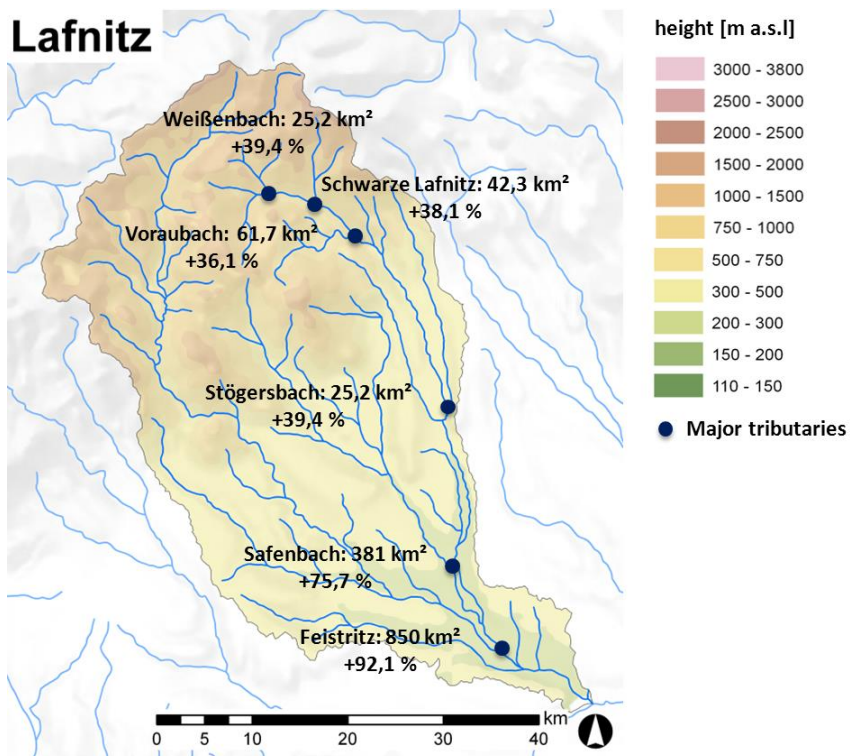 Lafnitz
height [m a.s.l]
3000 - 3800
2500 - 3000
2000 - 2500
1500 - 2000
1000 - 1500
750 - 1000
500 - 750
300 - 500
200 - 300
150 - 200
110 - 150
Major tributaries
Weißenbach: 25,2 km²
+39,4 %
Schwarze Lafnitz: 42,3 km²
+38,1 %
Voraubach: 61,7 km²
+36,1 %
Stögersbach: 25,2 km²
+39,4 %
Safenbach: 381 km²
+75,7 %
Feistritz: 850 km²
+92,1 %
km
0 5 10 20 30 40